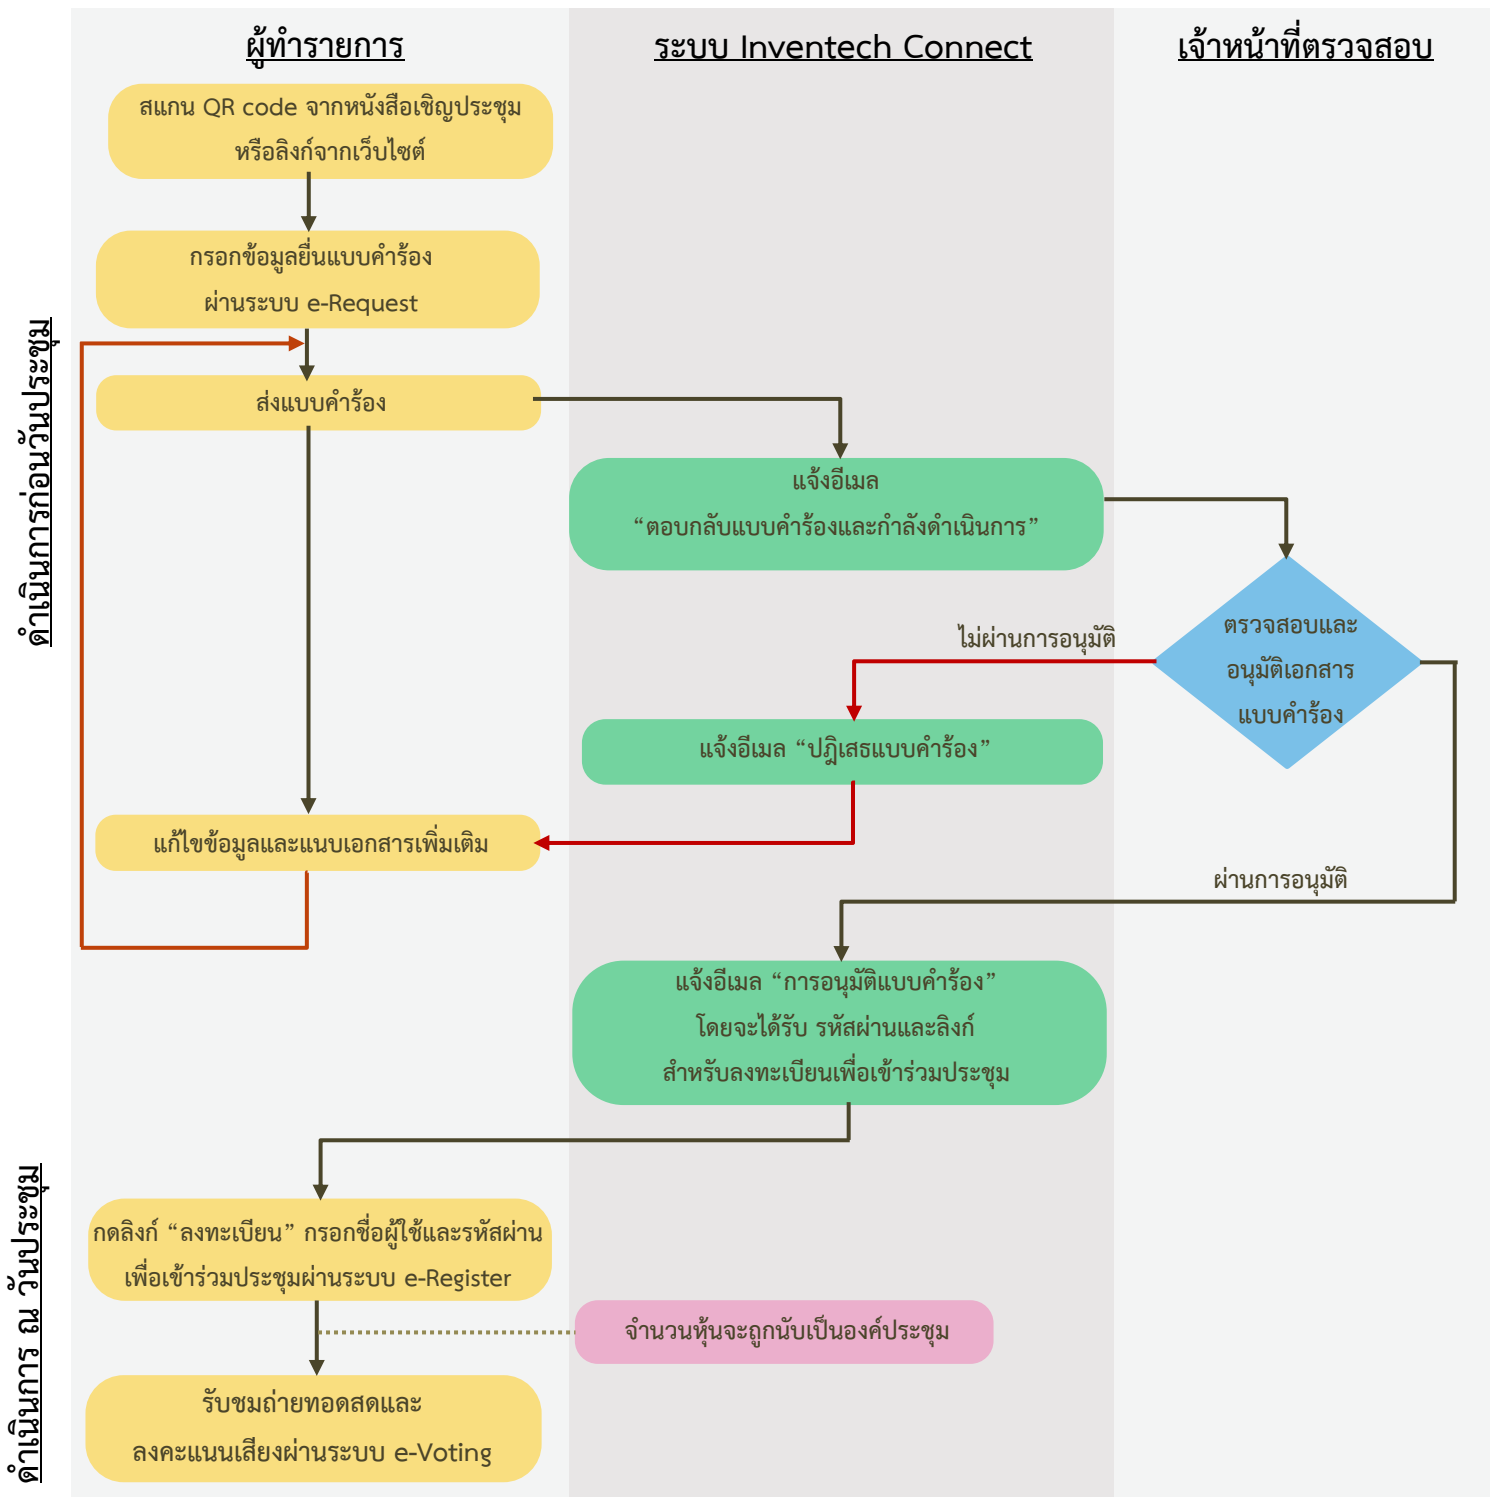 ผู้ทำรายการ
ระบบ Inventech Connect
เจ้าหน้าที่ตรวจสอบ
ดำเนินการก่อนวันประชุม
สแกน QR code จากหนังสือเชิญประชุม
หรือลิงก์จากเว็บไซต์
กรอกข้อมูลยื่นแบบคำร้อง
ผ่านระบบ e-Request
ส่งแบบคำร้อง
แจ้งอีเมล
“ตอบกลับแบบคำร้องและกำลังดำเนินการ”
ตรวจสอบและ
อนุมัติเอกสาร
แบบคำร้อง
ไม่ผ่านการอนุมัติ
แจ้งอีเมล “ปฎิเสธแบบคำร้อง”
แก้ไขข้อมูลและแนบเอกสารเพิ่มเติม
ผ่านการอนุมัติ
แจ้งอีเมล “การอนุมัติแบบคำร้อง”
โดยจะได้รับ รหัสผ่านและลิงก์
สำหรับลงทะเบียนเพื่อเข้าร่วมประชุม
ดำเนินการ ณ วันประชุม
กดลิงก์ “ลงทะเบียน” กรอกชื่อผู้ใช้และรหัสผ่าน
เพื่อเข้าร่วมประชุมผ่านระบบ e-Register
จำนวนหุ้นจะถูกนับเป็นองค์ประชุม
รับชมถ่ายทอดสดและ
ลงคะแนนเสียงผ่านระบบ e-Voting